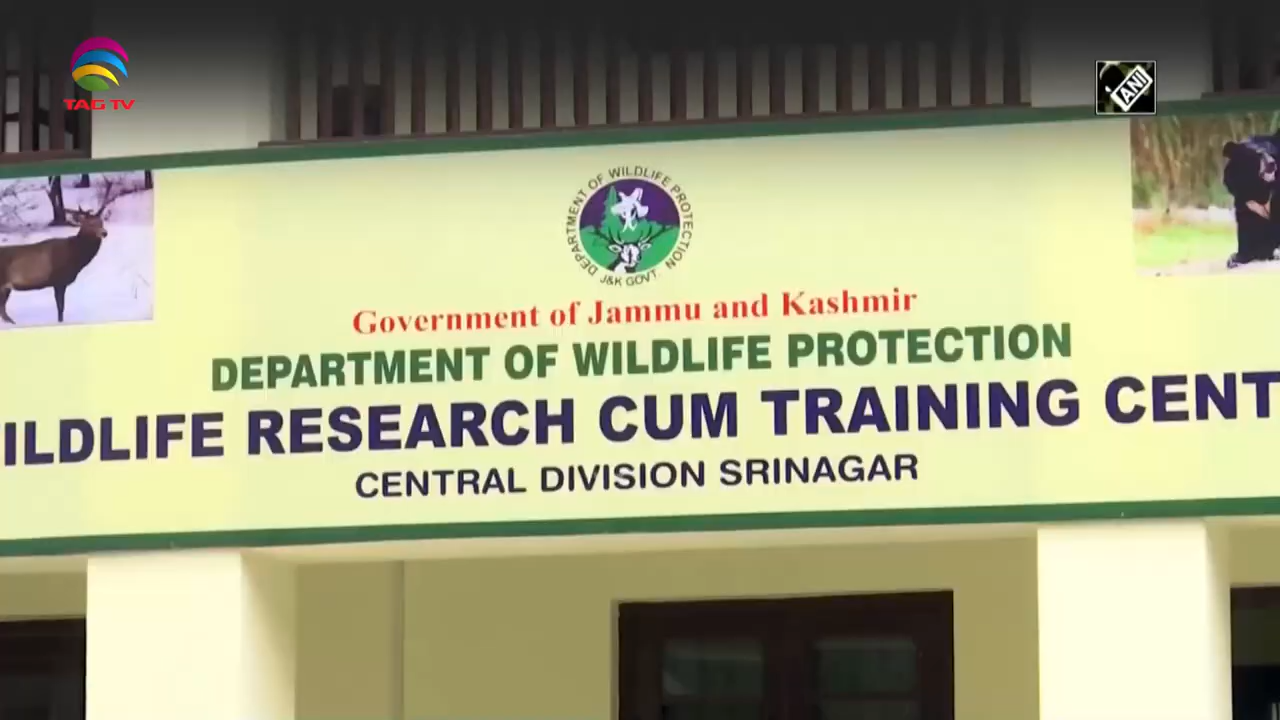 TAG TV
ANI
DEPARTMENT OF WILDLIFE PROTECTION
J&K GOVT.
Government of Jammu and Kashmir
DEPARTMENT OF WILDLIFE PROTECTION
ILDLIFE RESEARCH CUM TRAINING CENT
CENTRAL DIVISION SRINAGAR